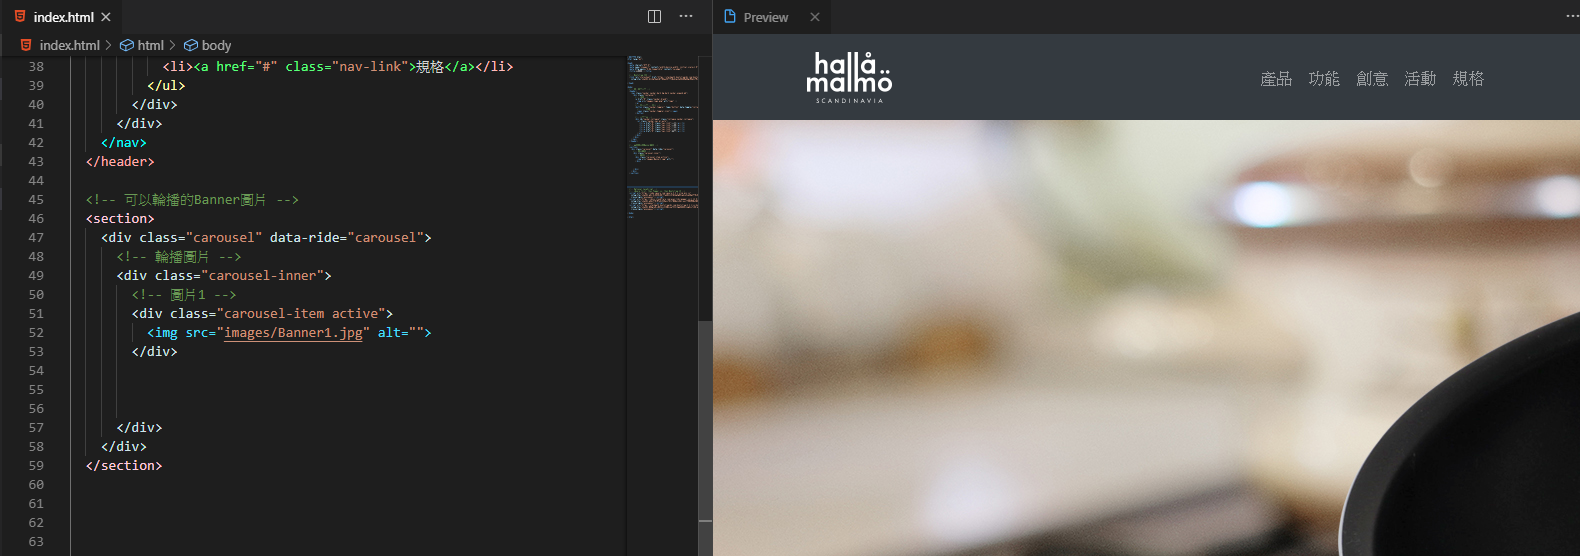 index.html
index.html > html > body
38 <li><a href="#" class="nav-link">規格</a></li>
39 </ul>
40 </div>
41 </div>
42 </nav>
43 </header>
44
45 <!-- 可以輪播的Banner圖片 -->
46 <section>
47 <div class="carousel" data-ride="carousel">
48 <!-- 輪播圖片 -->
49 <div class="carousel-inner">
50 <!-- 圖片1 -->
51 <div class="carousel-item active">
52 <img src="images/Banner1.jpg" alt="">
53 </div>
54
55
56
57 </div>
58 </div>
59 </section>
60
61
62
63
Preview
hallå
malmö
SCANDINAVIA
產品 功能 創意 活動 規格